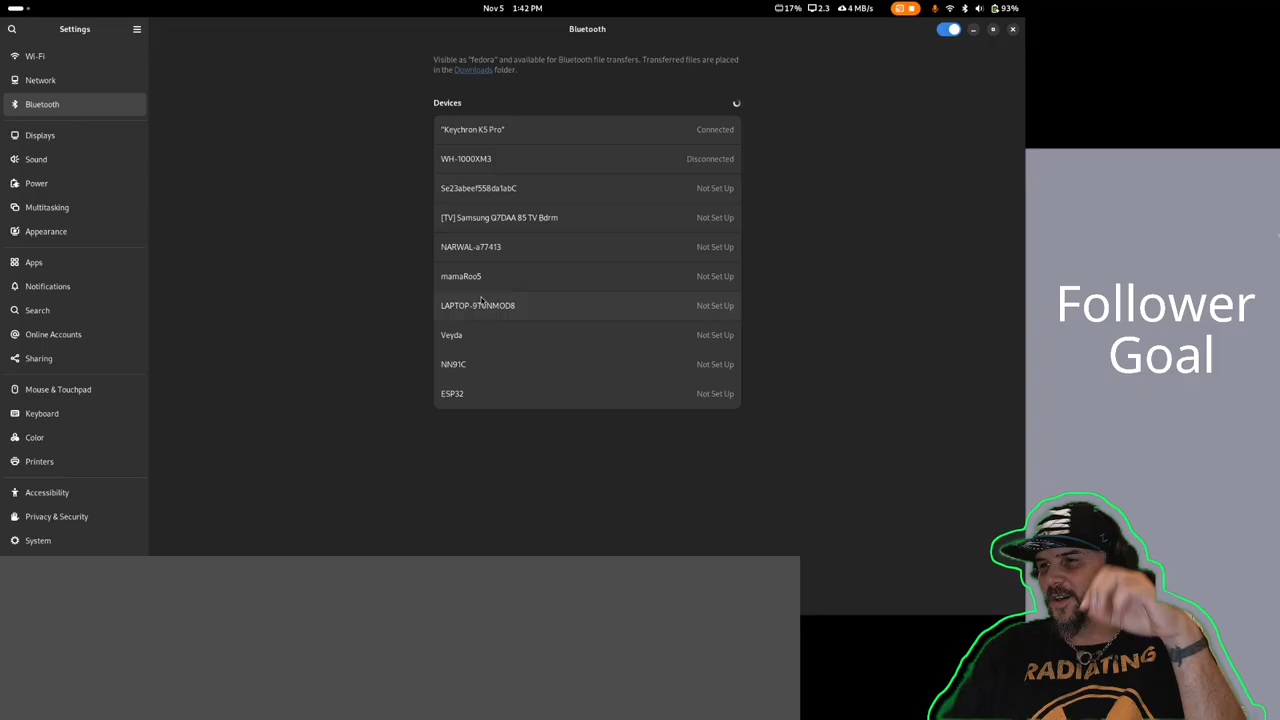 Nov 5 1:42 PM
17% 2.3 4 MB/s 93%
Settings
Bluetooth
Wi-Fi
Network
Bluetooth
Displays
Sound
Power
Multitasking
Appearance
Apps
Notifications
Search
Online Accounts
Sharing
Mouse & Touchpad
Keyboard
Color
Printers
Accessibility
Privacy & Security
System
Visible as "fedora" and available for Bluetooth file transfers. Transferred files are placed
in the Downloads folder.
Devices
"Keychron K5 Pro" Connected
WH-1000XM3 Disconnected
Se23abeef558da1abC Not Set Up
[TV] Samsung Q7DAA 85 TV Bdrm Not Set Up
NARWAL-a77413 Not Set Up
mamaRoo5 Not Set Up
Not Set Up
Veyda Not Set Up
NN91C Not Set Up
ESP32 Not Set Up
Follower
Goal
RADIATING